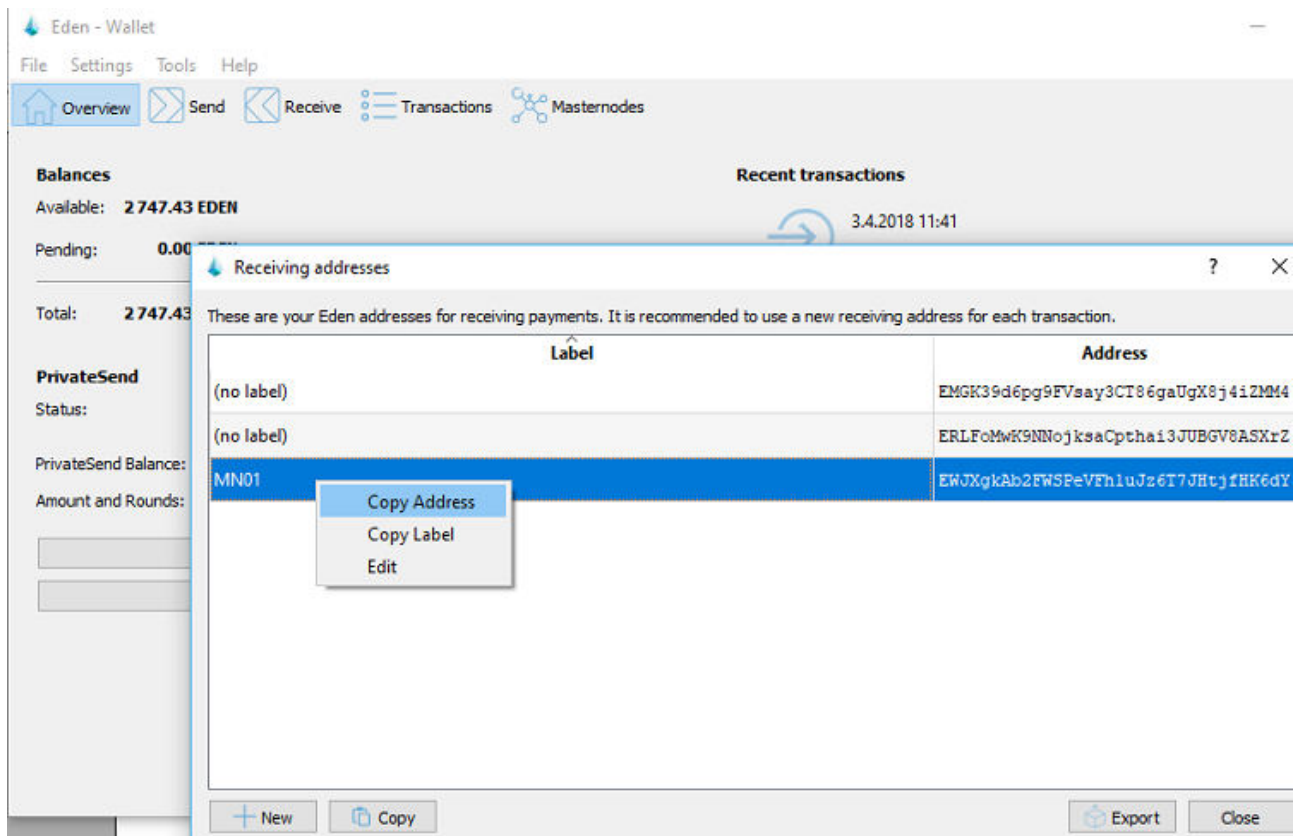 Eden - Wallet
File Settings Tools Help
Overview Send Receive Transactions Masternodes
Balances
Recent transactions
Available: 2 747.43 EDEN
3.4.2018 11:41
Pending: 0.00
Receiving addresses ?
Total: 2 747.43
These are your Eden addresses for receiving payments. It is recommended to use a new receiving address for each transaction.
Label Address
PrivateSend
(no label) EMGK39d6pg9FVsay3CT86gaUgX8j4iZMM4
Status:
(no label) ERLFoMwK9NNojksaCpthai3JUBGV8ASXrZ
PrivateSend Balance:
MN01 EWJXgkAb2FWSPeVFh1uJz6T7JHtjfHK6dY
Amount and Rounds:
Copy Address
Copy Label
Edit
New Copy Export Close